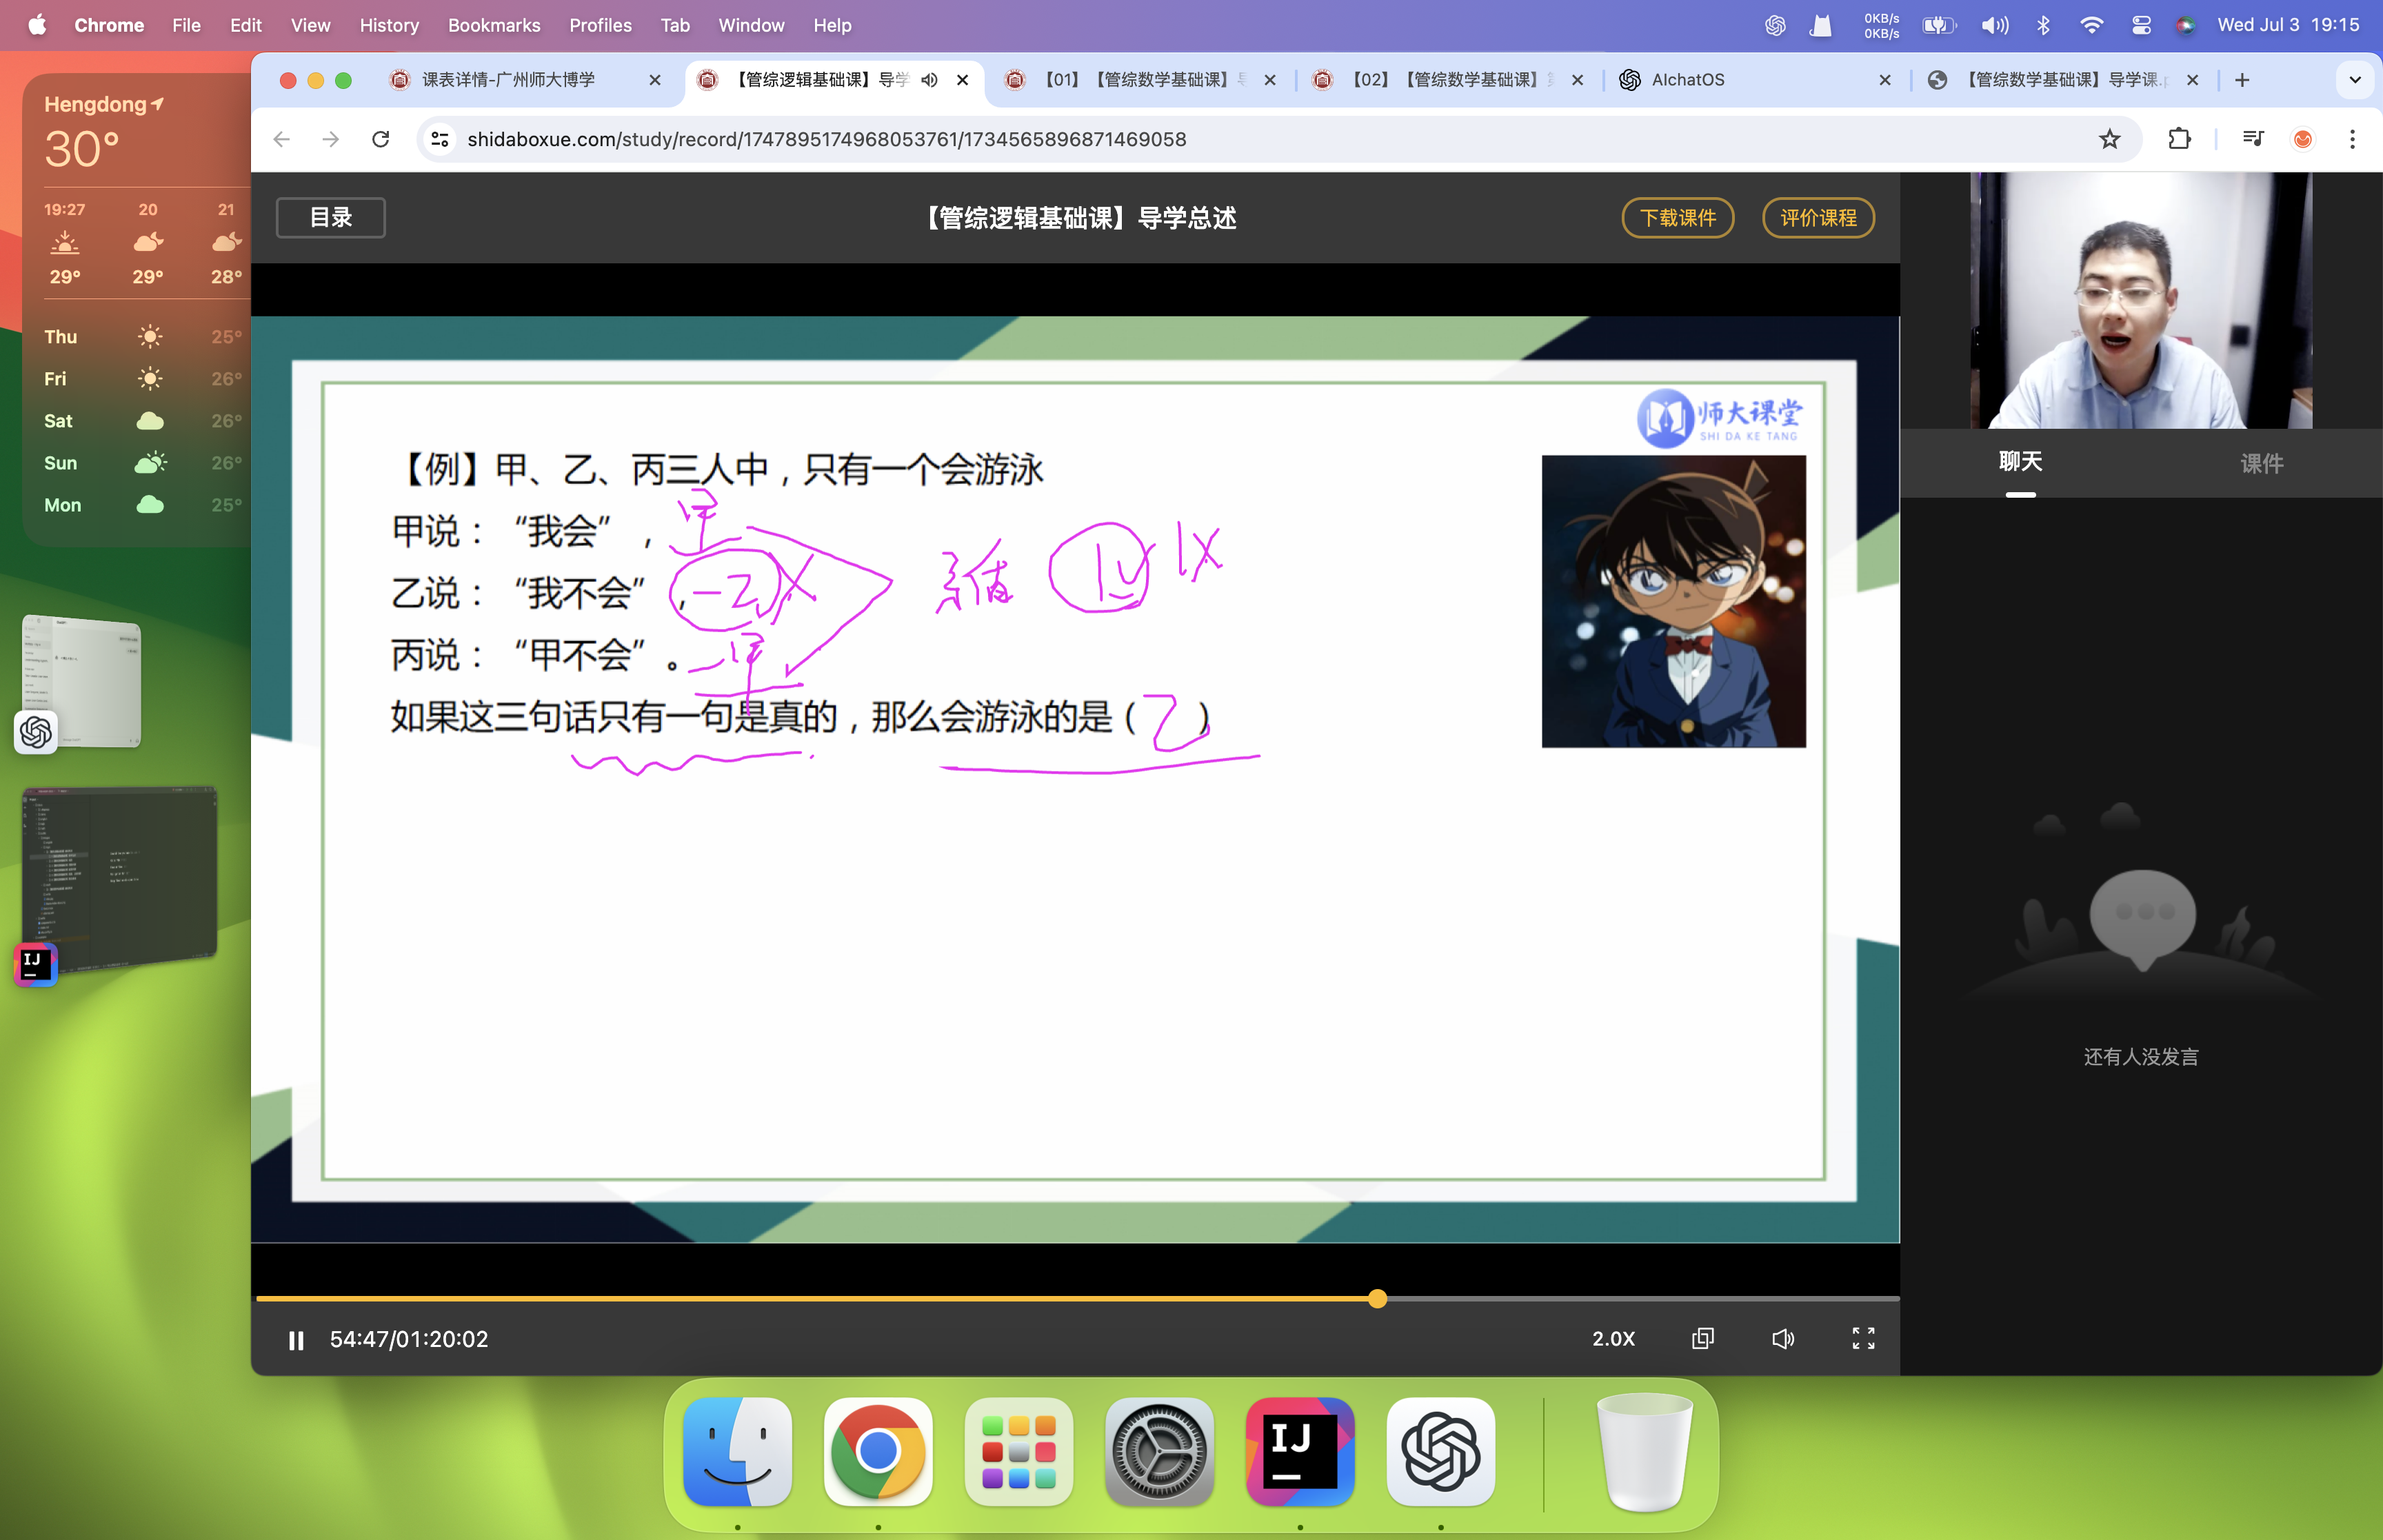 Chrome File Edit View History Bookmarks Profiles Tab Window Help
0KB/s
0KB/s
Wed Jul 3 19:15
Hengdong
30°
19:27 20 21
29° 29° 28°
Thu 25°
Fri 26°
Sat 26°
Sun 26°
Mon 25°
课表详情-广州师大博学
【管综逻辑基础课】导学
【01】【管综数学基础课】导
【02】【管综数学基础课】
AIchatOS
【管综数学基础课】导学课.
shidaboxue.com/study/record/1747895174968053761/1734565896871469058
目录
【管综逻辑基础课】导学总述
下载课件
评价课程
师大课堂
SHI DA KE TANG
【例】甲、乙、丙三人中，只有一个会游泳
甲说：“我会”，甲
乙说：“我不会”，¬乙
丙说：“甲不会”。¬甲
1√ 1X
如果这三句话只有一句是真的，那么会游泳的是（乙）
聊天
课件
还有人没发言
54:47/01:20:02
2.0X
IJ
IJ